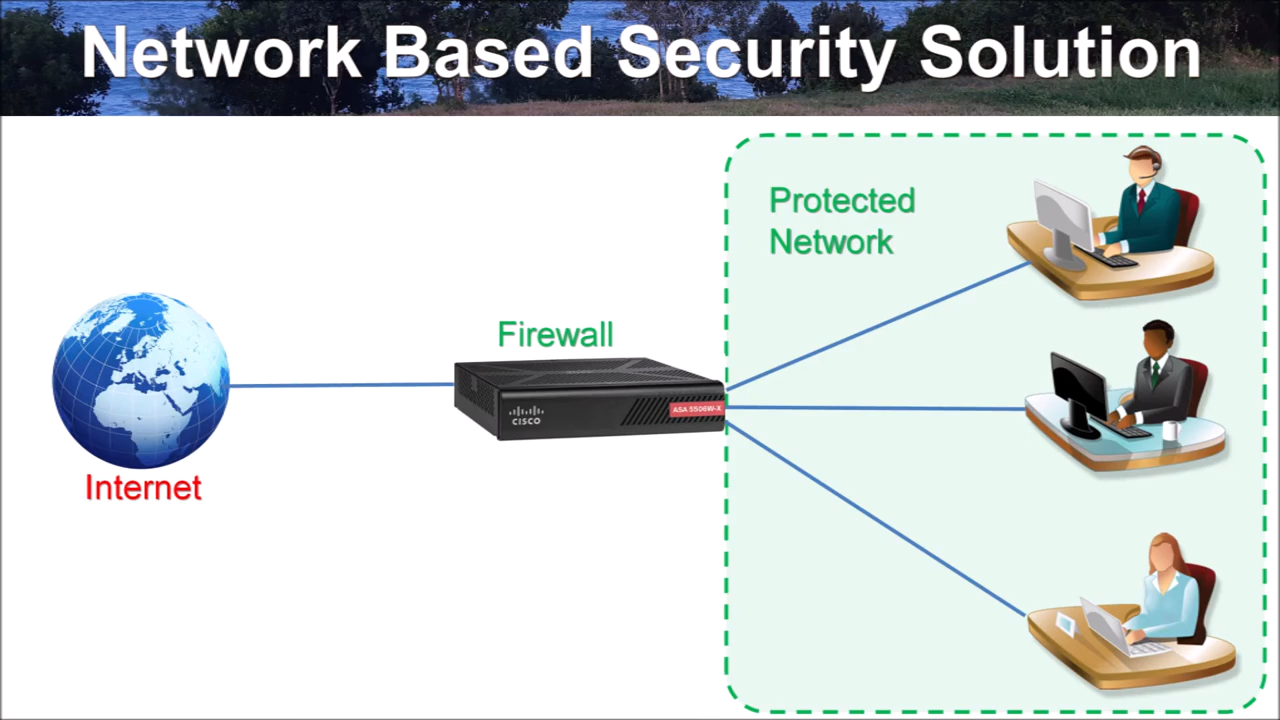 Network Based Security Solution
Protected
Network
Firewall
CISCO
ASA 5506W-X
Internet